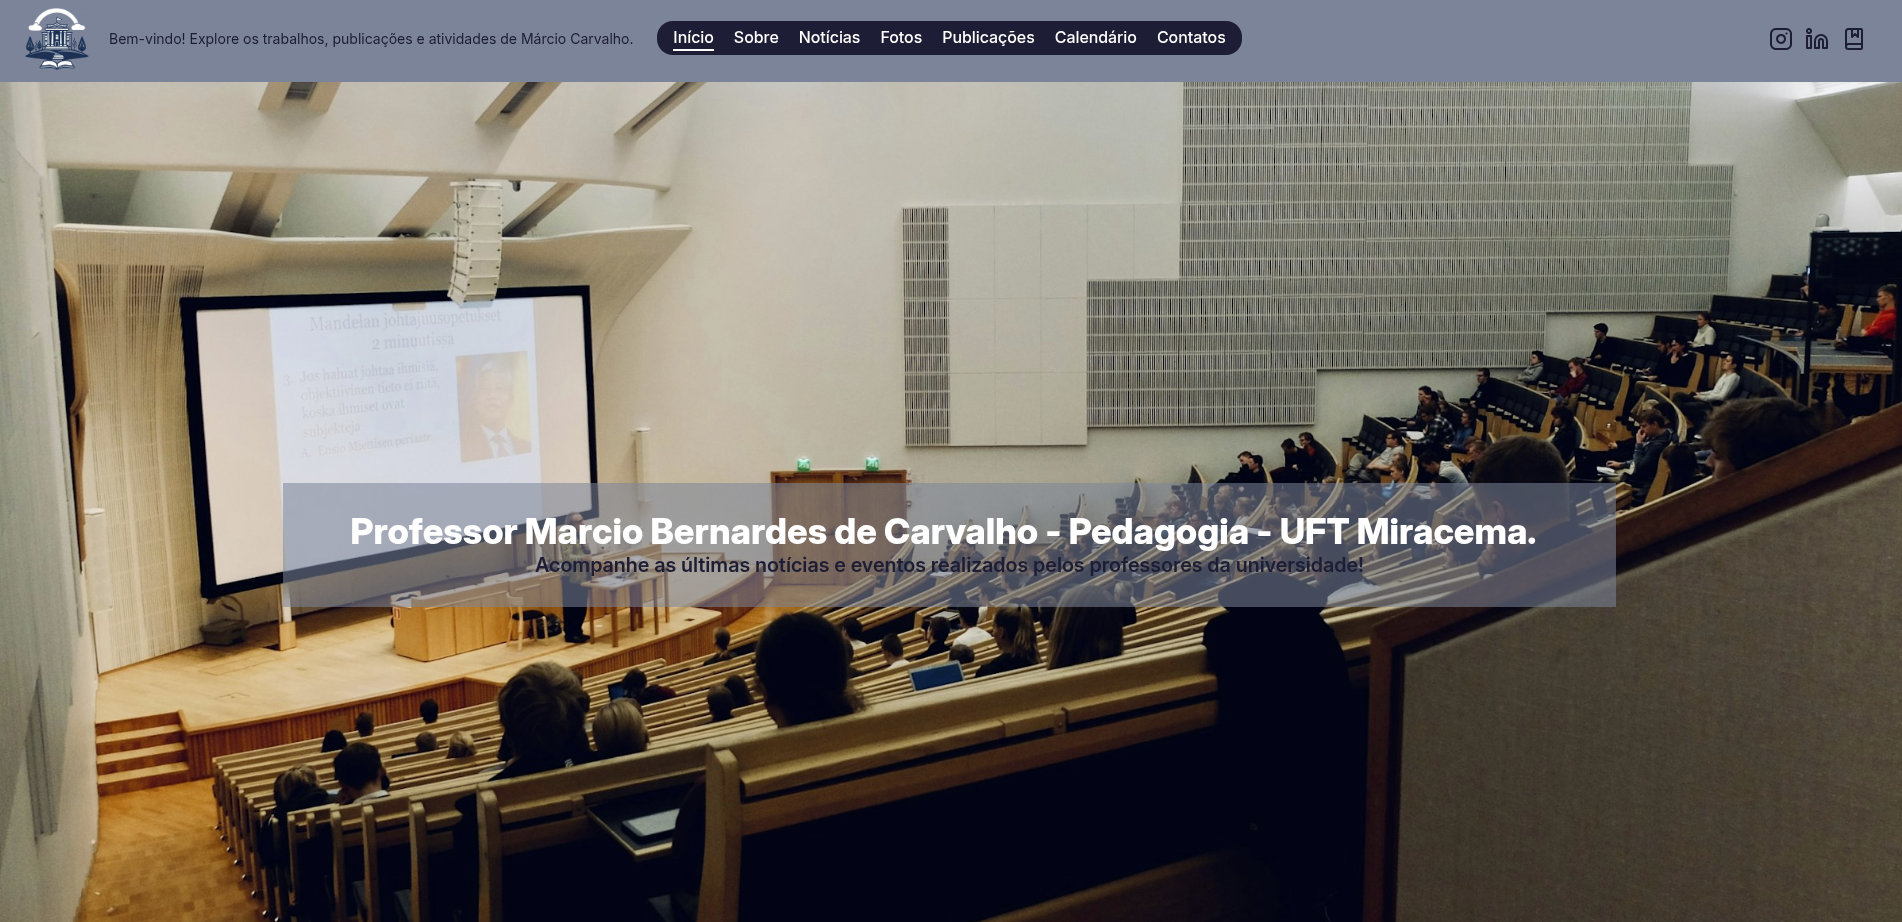 Bem-vindo! Explore os trabalhos, publicações e atividades de Márcio Carvalho.
Início Sobre Notícias Fotos Publicações Calendário Contatos
Mandelan johtajuusopetukset
2 minuutissa
3. Jos haluat johtaa ihmisiä,
objektiivinen tieto ei riitä,
koska ihmiset ovat
subjekteja
Professor Marcio Bernardes de Carvalho - Pedagogia - UFT Miracema.
Acompanhe as últimas notícias e eventos realizados pelos professores da universidade!